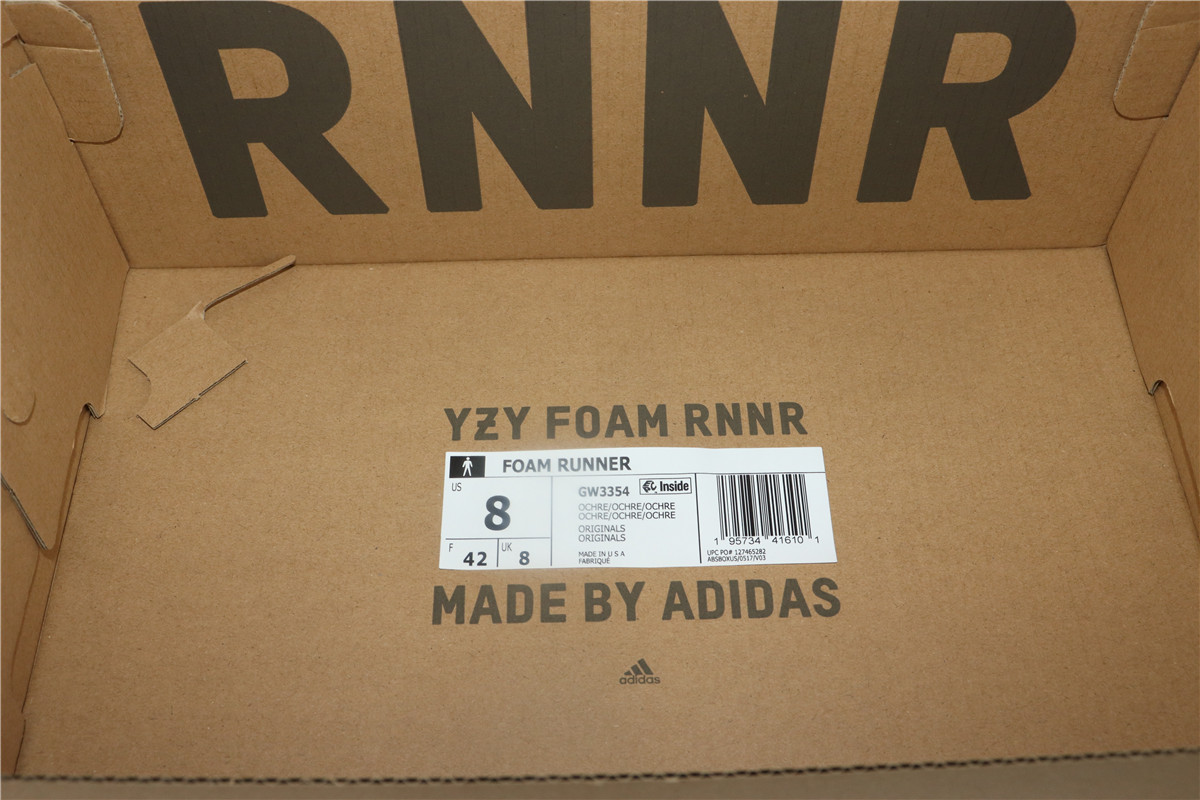 RNNR
YZY FOAM RNNR
FOAM RUNNER
US
8
F
42
UK
8
GW3354
Inside
OCHRE/OCHRE/OCHRE
OCHRE/OCHRE/OCHRE
ORIGINALS
ORIGINALS
MADE IN U S A
FABRIQUÉ
1 95734 41610 1
UPC PO# 127465282
ABSBOXUS/0517/V03
MADE BY ADIDAS
adidas